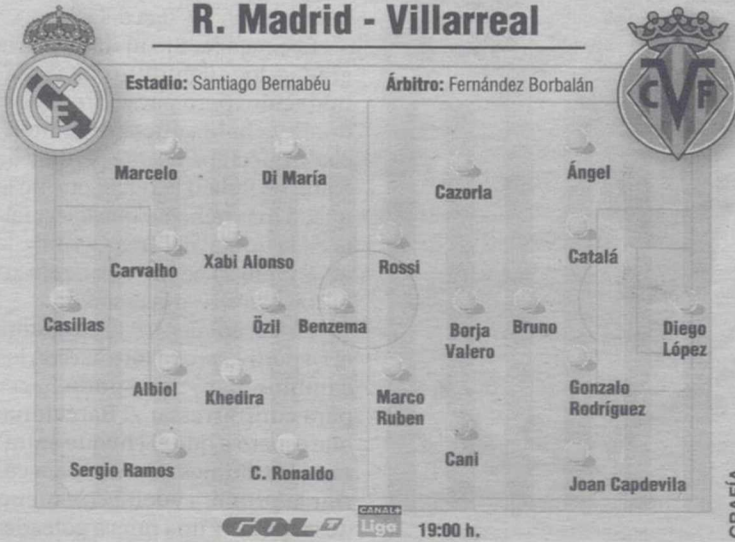 R. Madrid - Villarreal
Estadio: Santiago Bernabéu
Árbitro: Fernández Borbalán
CVF
Marcelo
Di María
Cazorla
Ángel
Carvalho
Xabi Alonso
Rossi
Catalá
Casillas
Özil
Benzema
Borja
Valero
Bruno
Diego
López
Albiol
Khedira
Marco
Ruben
Gonzalo
Rodríguez
Sergio Ramos
C. Ronaldo
Cani
Joan Capdevila
GOL T
CANAL+
Liga
19:00 h.
GRAFÍA